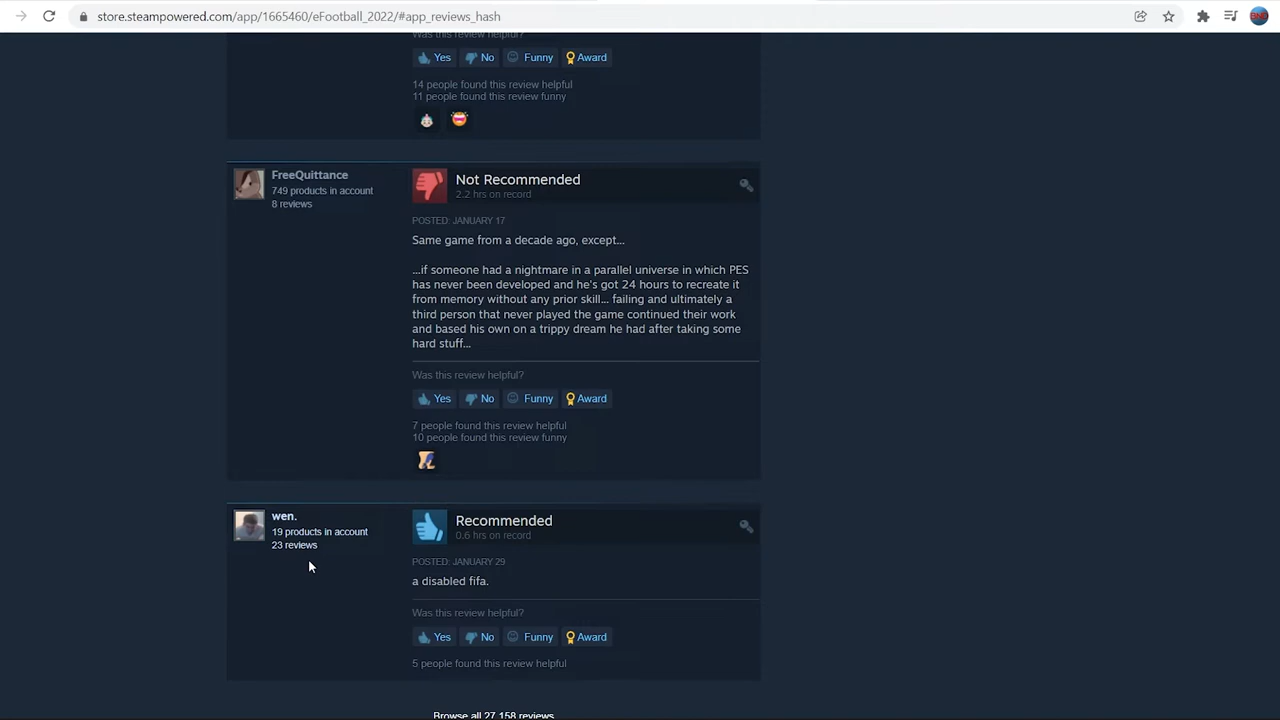 store.steampowered.com/app/1665460/eFootball_2022/#app_reviews_hash
Was this review helpful?
Yes No Funny Award
14 people found this review helpful
11 people found this review funny
FreeQuittance
749 products in account
8 reviews
Not Recommended
2.2 hrs on record
POSTED: JANUARY 17
Same game from a decade ago, except...
...if someone had a nightmare in a parallel universe in which PES
has never been developed and he's got 24 hours to recreate it
from memory without any prior skill... failing and ultimately a
third person that never played the game continued their work
and based his own on a trippy dream he had after taking some
hard stuff...
Was this review helpful?
Yes No Funny Award
7 people found this review helpful
10 people found this review funny
wen.
19 products in account
23 reviews
Recommended
0.6 hrs on record
POSTED: JANUARY 29
a disabled fifa.
Was this review helpful?
Yes No Funny Award
5 people found this review helpful
Browse all 27,158 reviews